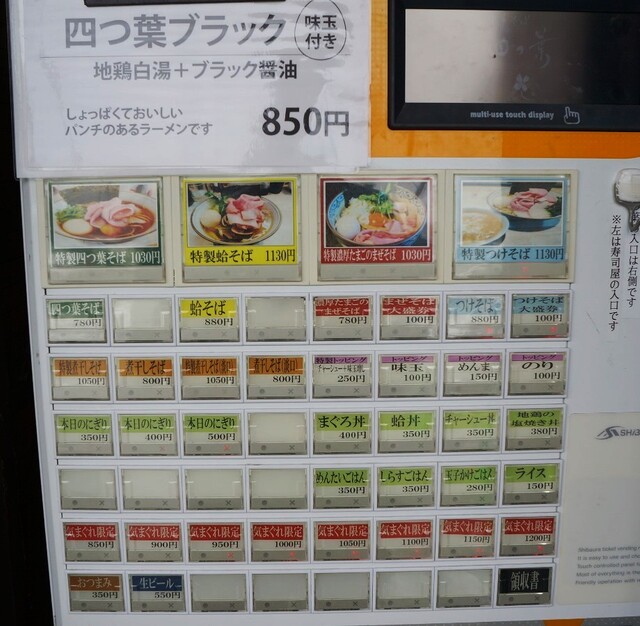 四つ葉ブラック
味玉
付き
地鶏白湯＋ブラック醤油
しょっぱくておいしい
パンチのあるラーメンです
850円
multi-use touch display
入口は右側です
※左は寿司屋の入口です
特製四つ葉そば 1030円
特製蛤そば 1130円
特製濃厚たまごのまぜそば 1030円
特製つけそば 1130円
四つ葉そば 780円
蛤そば 880円
濃厚たまごのまぜそば 780円
まぜそば大盛券 100円
つけそば 880円
つけそば大盛券 100円
特製煮干しそば 1050円
煮干しそば 800円
1050円
800円
特製トッピング
250円
トッピング 味玉 100円
トッピング めんま 150円
トッピング のり 100円
本日のにぎり 350円
本日のにぎり 400円
本日のにぎり 500円
まぐろ丼 400円
蛤丼 350円
チャーシュー丼 350円
地鶏の塩焼き丼 380円
めんたいごはん 350円
しらすごはん 350円
玉子かけごはん 280円
ライス 150円
気まぐれ限定 850円
気まぐれ限定 900円
気まぐれ限定 950円
気まぐれ限定 1000円
気まぐれ限定 1050円
気まぐれ限定 1100円
気まぐれ限定 1150円
気まぐれ限定 1200円
おつまみ 350円
生ビール 550円
領収書